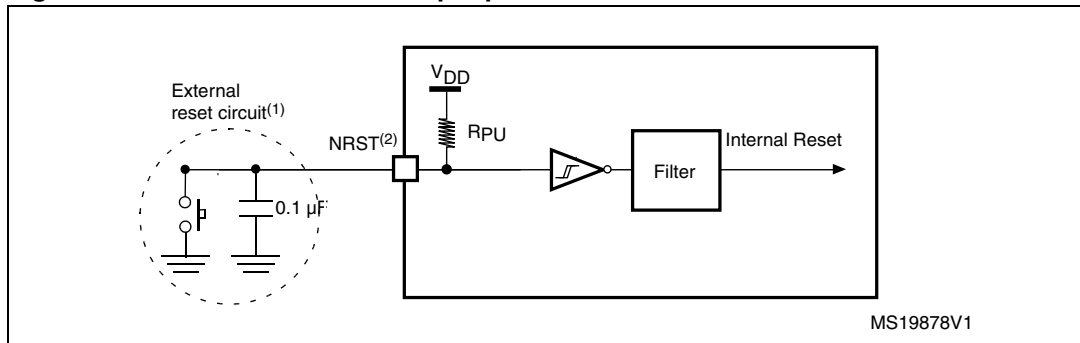 External
reset circuit(1)
VDD
NRST(2)
RPU
Internal Reset
Filter
0.1 µF
MS19878V1